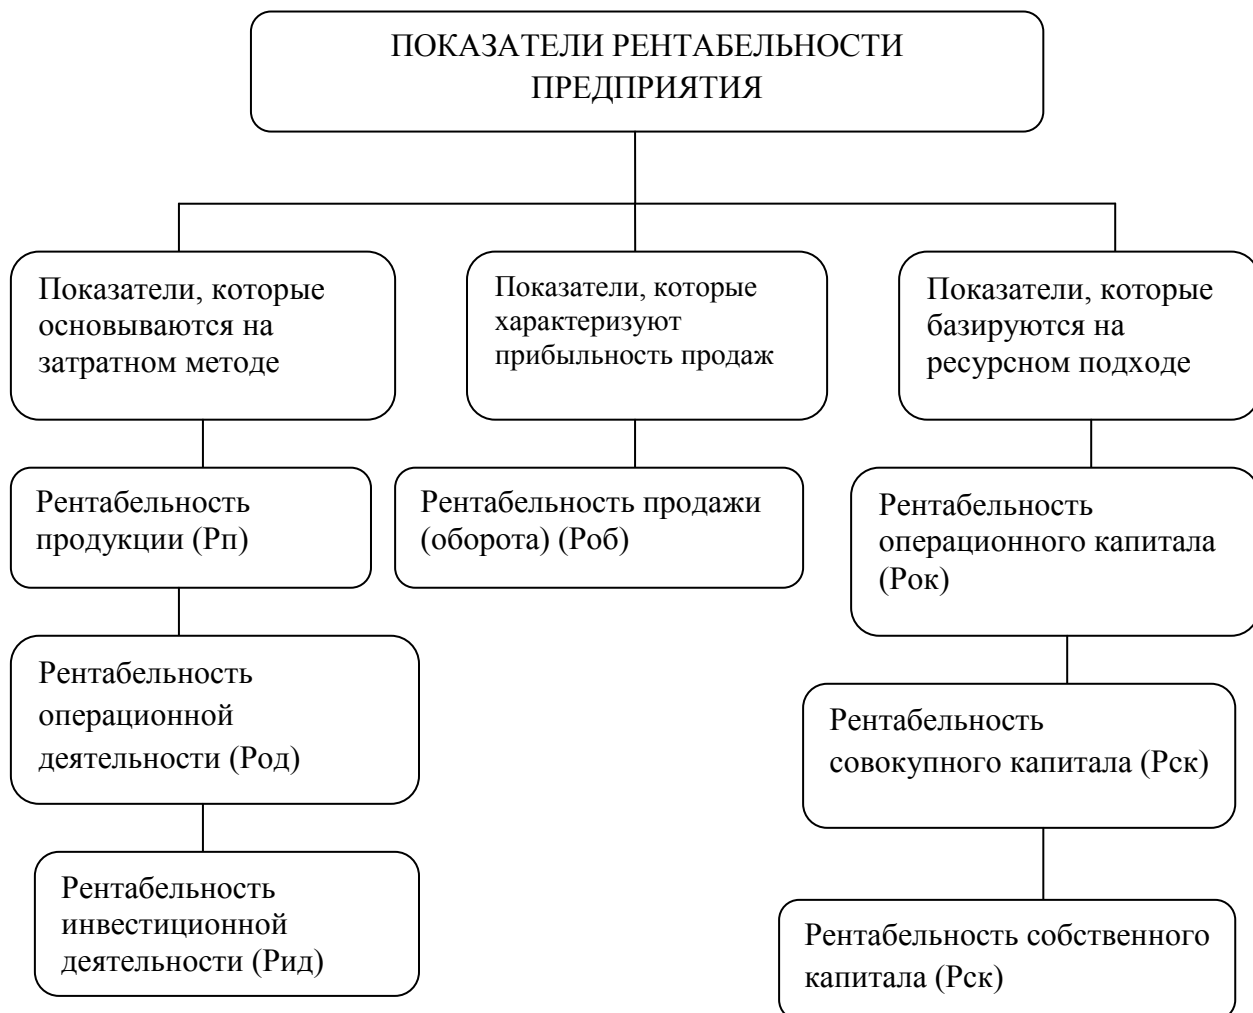 ПОКАЗАТЕЛИ РЕНТАБЕЛЬНОСТИ
ПРЕДПРИЯТИЯ
Показатели, которые
основываются на
затратном методе
Показатели, которые
характеризуют
прибыльность продаж
Показатели, которые
базируются на
ресурсном подходе
Рентабельность
продукции (Рп)
Рентабельность продажи
(оборота) (Роб)
Рентабельность
операционного капитала
(Рок)
Рентабельность
операционной
деятельности (Род)
Рентабельность
совокупного капитала (Рск)
Рентабельность
инвестиционной
деятельности (Рид)
Рентабельность собственного
капитала (Рск)